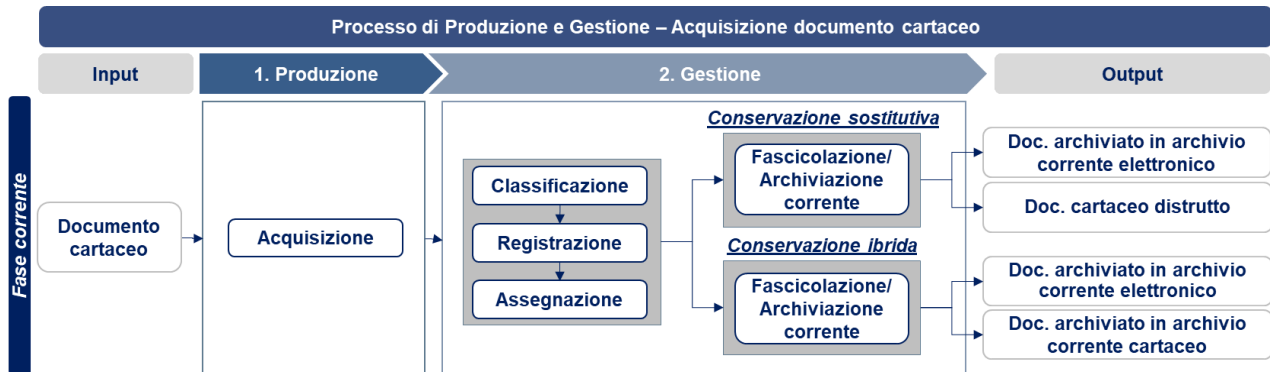 Processo di Produzione e Gestione – Acquisizione documento cartaceo
Input
1. Produzione
2. Gestione
Output
Fase corrente
Documento
cartaceo
Acquisizione
Classificazione
Registrazione
Assegnazione
Conservazione sostitutiva
Fascicolazione/
Archiviazione
corrente
Conservazione ibrida
Fascicolazione/
Archiviazione
corrente
Doc. archiviato in archivio
corrente elettronico
Doc. cartaceo distrutto
Doc. archiviato in archivio
corrente elettronico
Doc. archiviato in archivio
corrente cartaceo